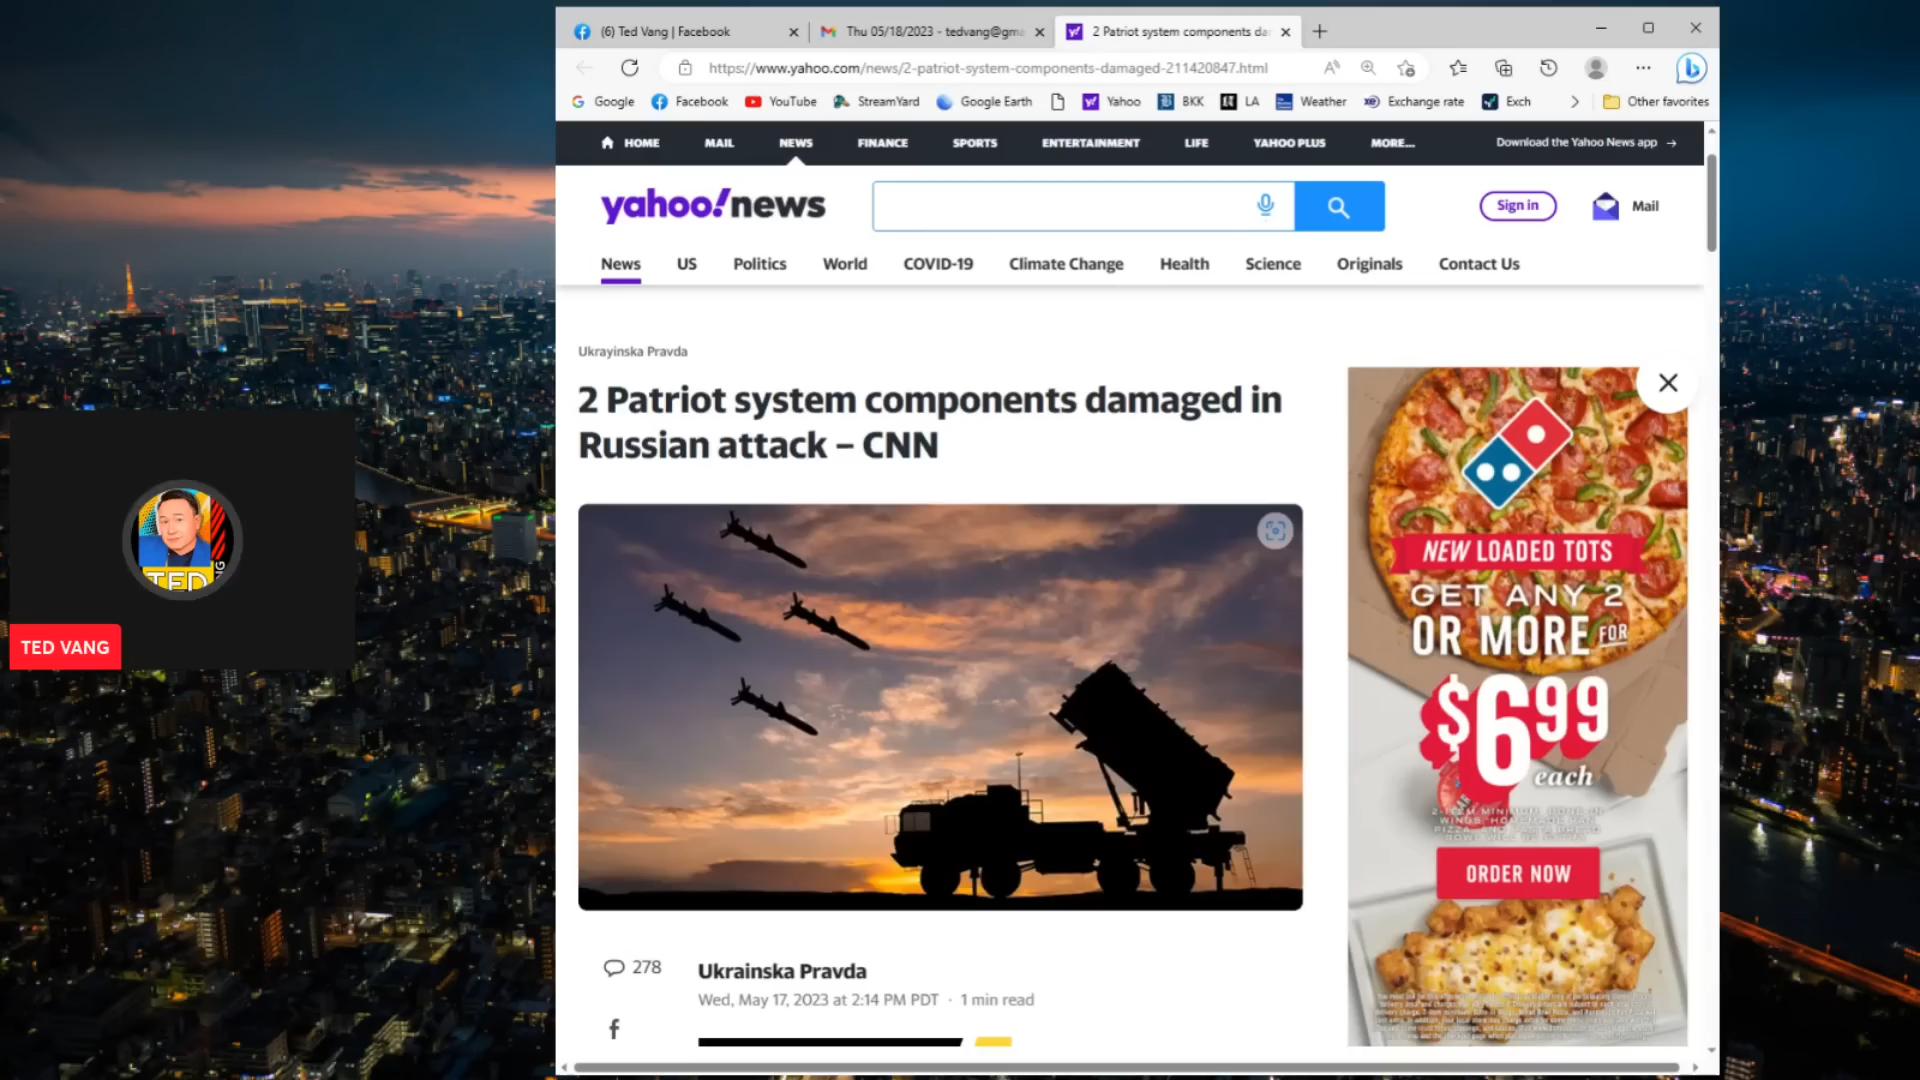 (6) Ted Vang | Facebook
Thu 05/18/2023 - tedvang@gma
2 Patriot system components da
https://www.yahoo.com/news/2-patriot-system-components-damaged-211420847.html
Google
Facebook
YouTube
StreamYard
Google Earth
Yahoo
BKK
LA
Weather
Exchange rate
Exch
Other favorites
HOME
MAIL
NEWS
FINANCE
SPORTS
ENTERTAINMENT
LIFE
YAHOO PLUS
MORE...
Download the Yahoo News app →
yahoo!news
Sign in
Mail
News
US
Politics
World
COVID-19
Climate Change
Health
Science
Originals
Contact Us
Ukrayinska Pravda
2 Patriot system components damaged in
Russian attack – CNN
TED
TED VANG
NEW LOADED TOTS
GET ANY 2
OR MORE FOR
$699
each
ORDER NOW
278
Ukrainska Pravda
Wed, May 17, 2023 at 2:14 PM PDT · 1 min read